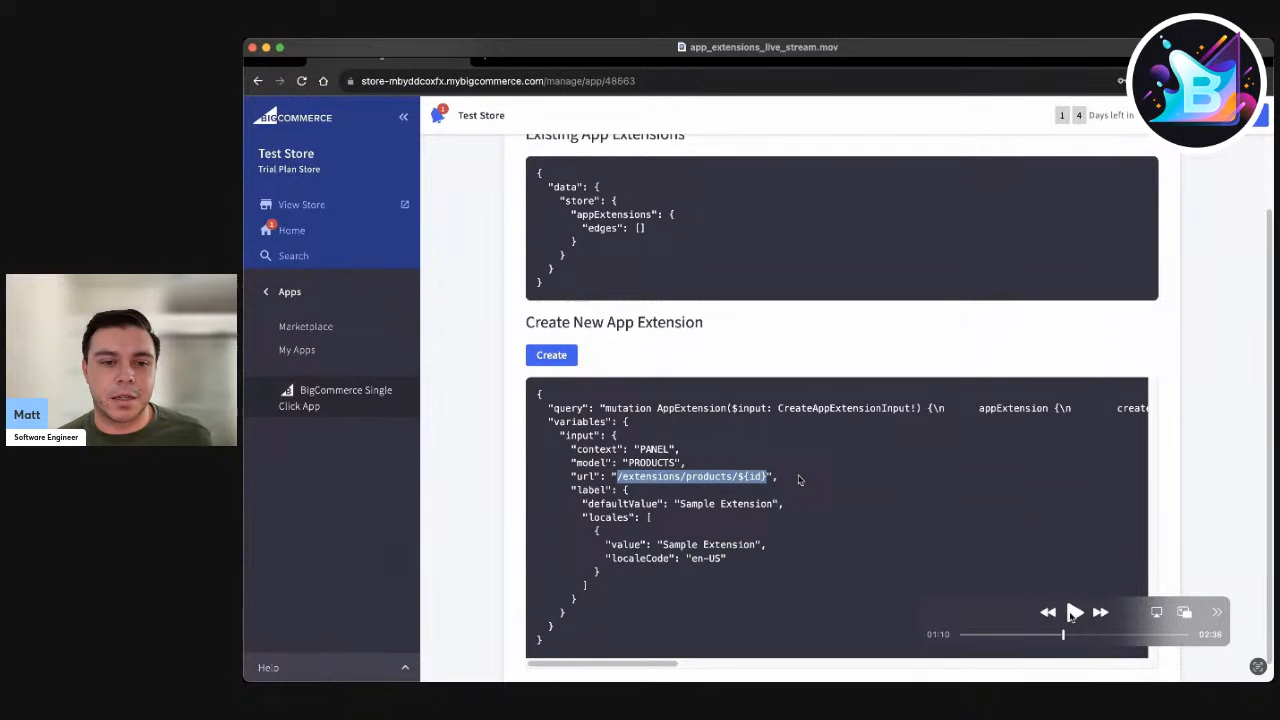 app_extensions_live_stream.mov
store-mbyddcoxfx.mybigcommerce.com/manage/app/48663
BIGCOMMERCE
Test Store
Trial Plan Store
View Store
1
Home
Search
Apps
Marketplace
My Apps
BigCommerce Single
Click App
Help
1
Test Store
1 4 Days left in
B
Existing App Extensions
{
"data": {
"store": {
"appExtensions": {
"edges": []
}
}
}
}
Create New App Extension
Create
{
"query": "mutation AppExtension($input: CreateAppExtensionInput!) {\n appExtension {\n create
"variables": {
"input": {
"context": "PANEL",
"model": "PRODUCTS",
"url": "/extensions/products/${id}",
"label": {
"defaultValue": "Sample Extension",
"locales": [
{
"value": "Sample Extension",
"localeCode": "en-US"
}
]
}
}
}
}
01:10
02:36
Matt
Software Engineer